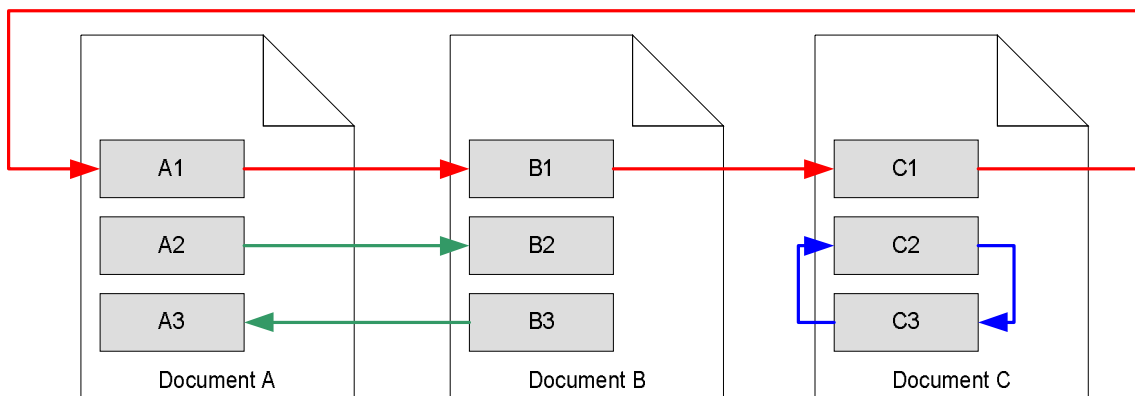 A1 B1 C1
A2 B2 C2
A3 B3 C3
Document A Document B Document C